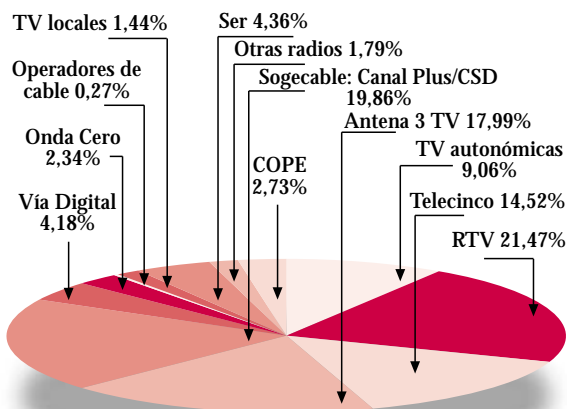 TV locales 1,44%
Ser 4,36%
Otras radios 1,79%
Operadores de
cable 0,27%
Sogecable: Canal Plus/CSD
19,86%
Antena 3 TV 17,99%
Onda Cero
2,34%
COPE
2,73%
TV autonómicas
9,06%
Vía Digital
4,18%
Telecinco 14,52%
RTV 21,47%